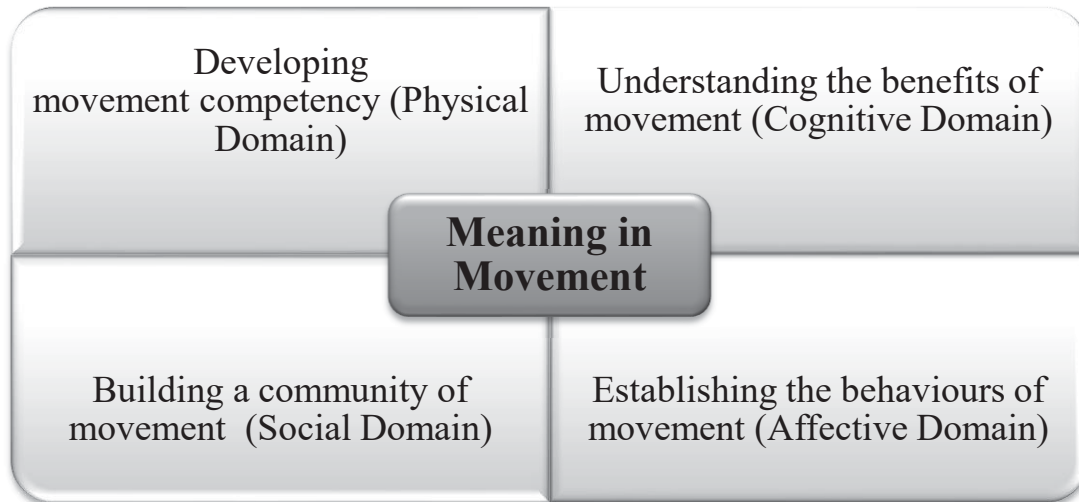 Developing
movement competency (Physical
Domain)
Understanding the benefits of
movement (Cognitive Domain)
Meaning in
Movement
Building a community of
movement  (Social Domain)
Establishing the behaviours of
movement (Affective Domain)